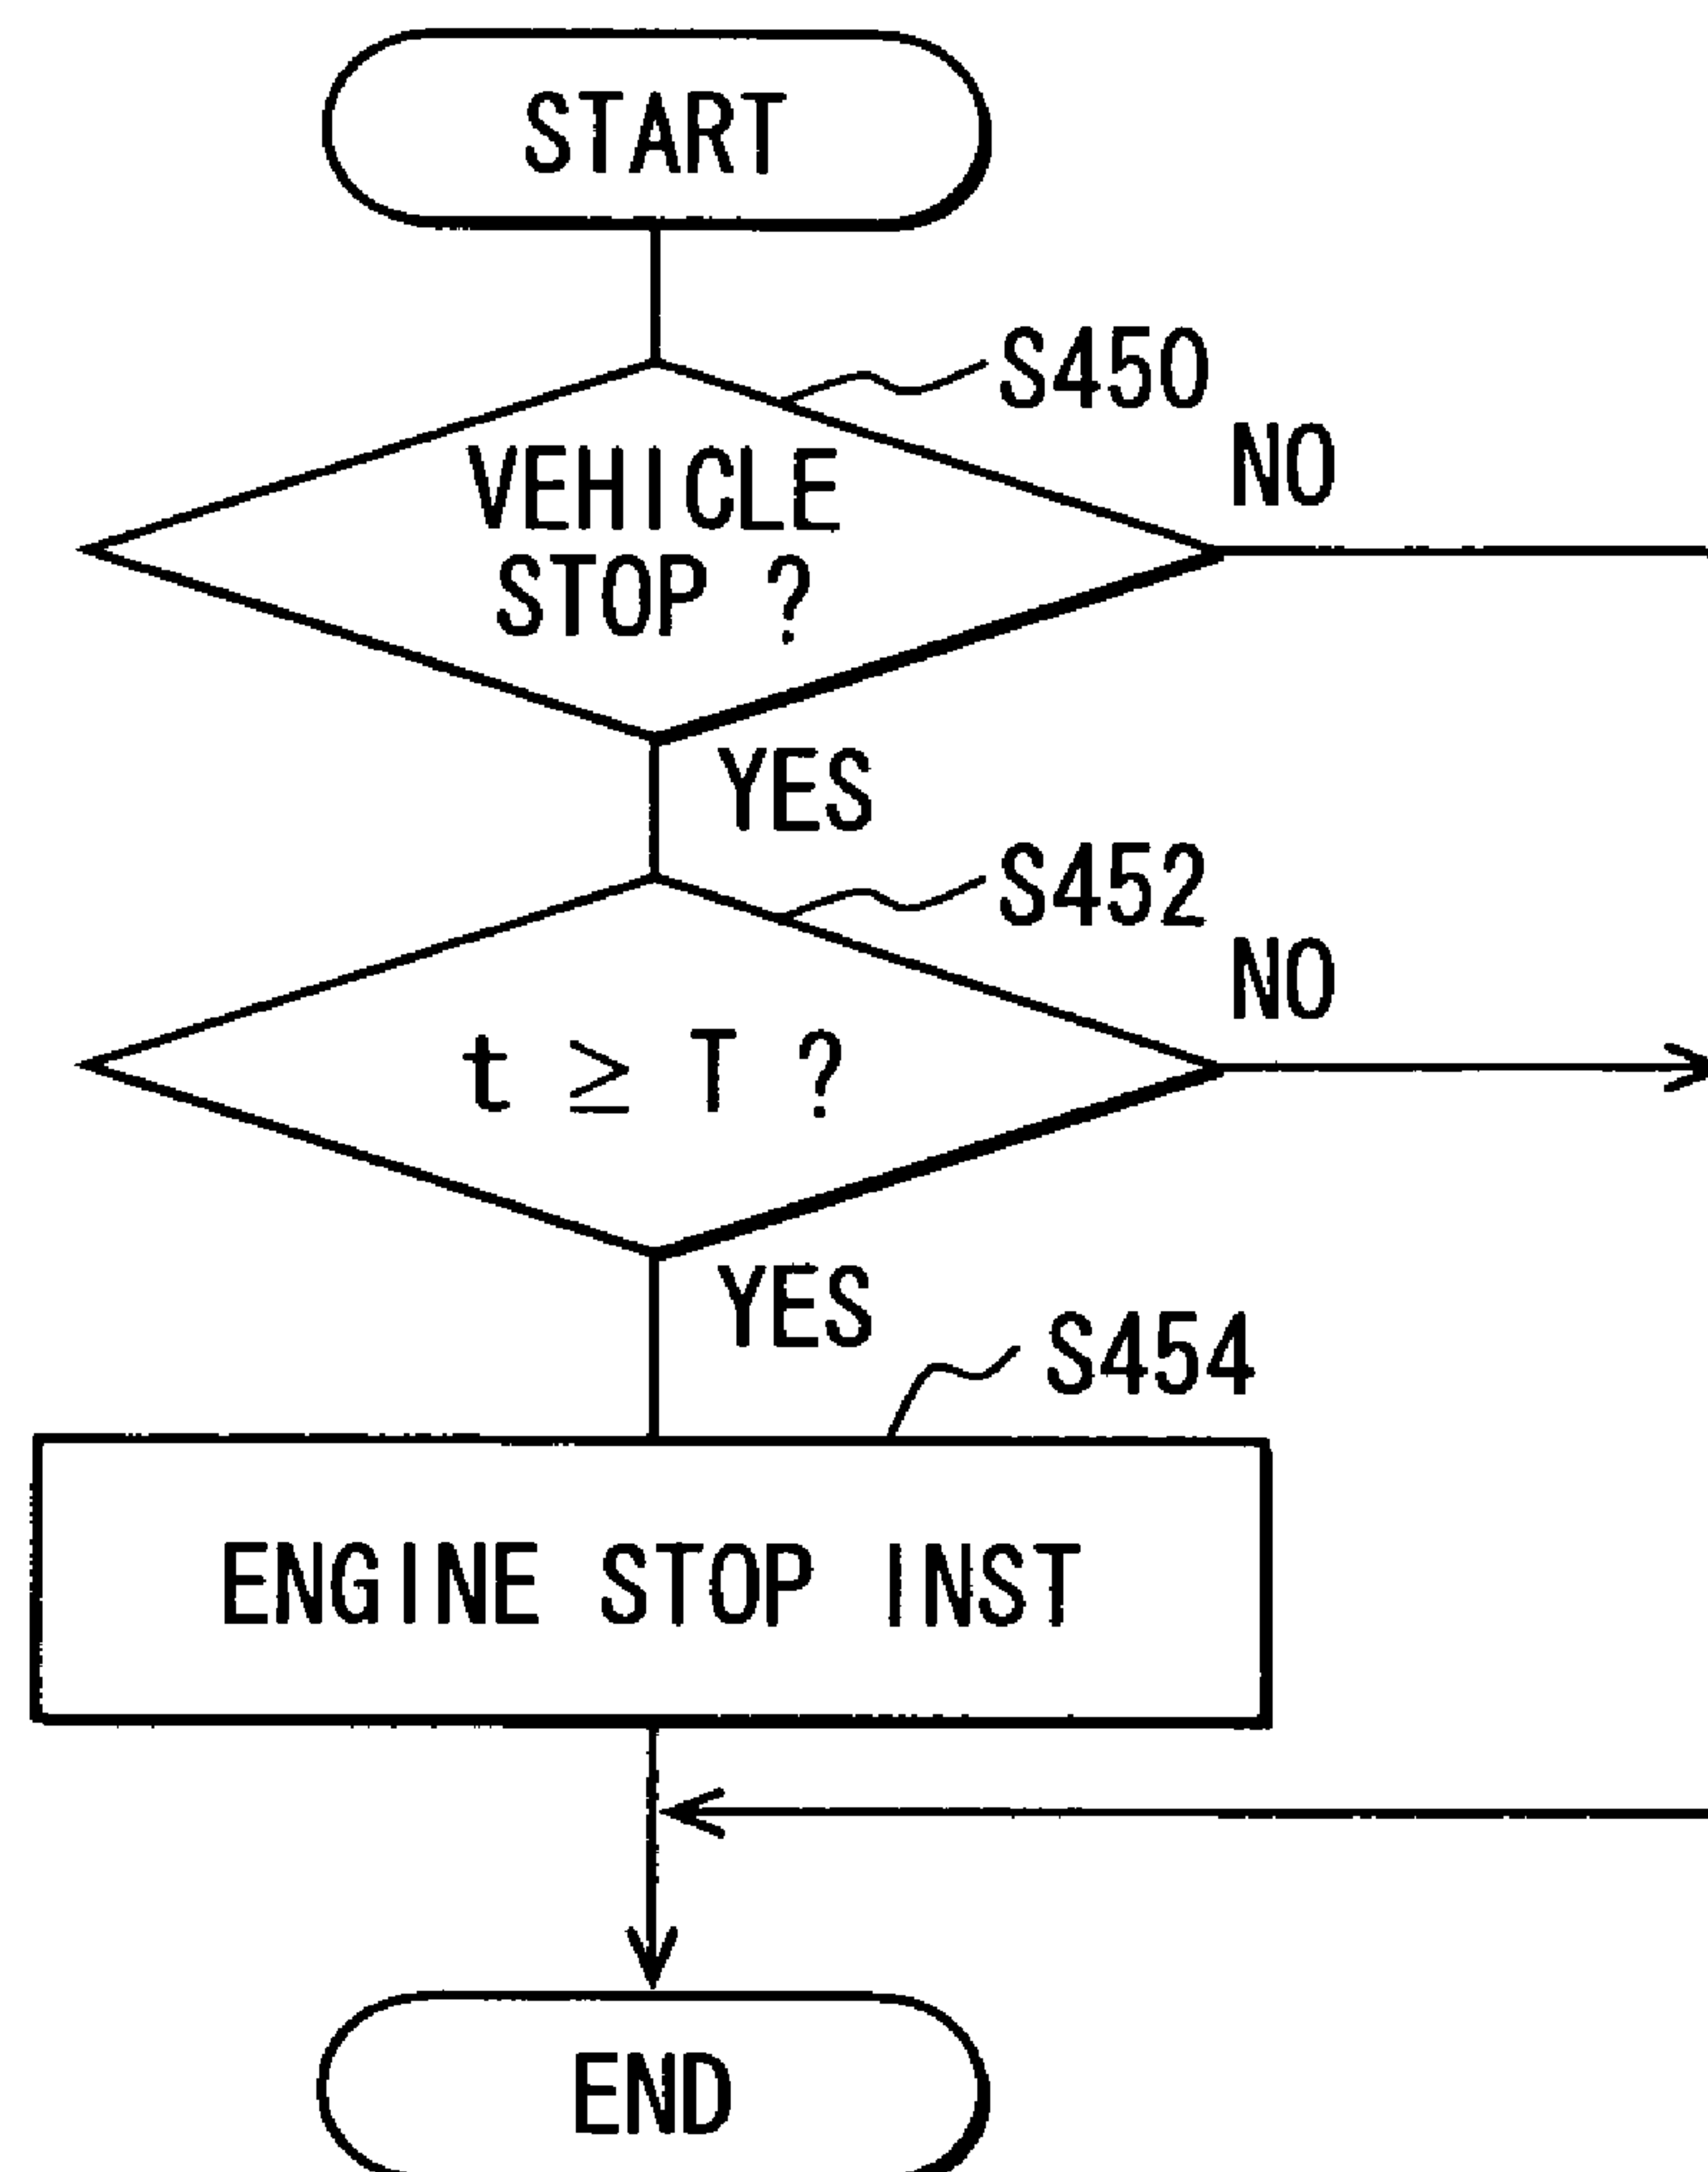 START
S450
NO
VEHICLE
STOP ?
YES
S452
NO
t ≥ T ?
YES
S454
ENGINE STOP INST
END